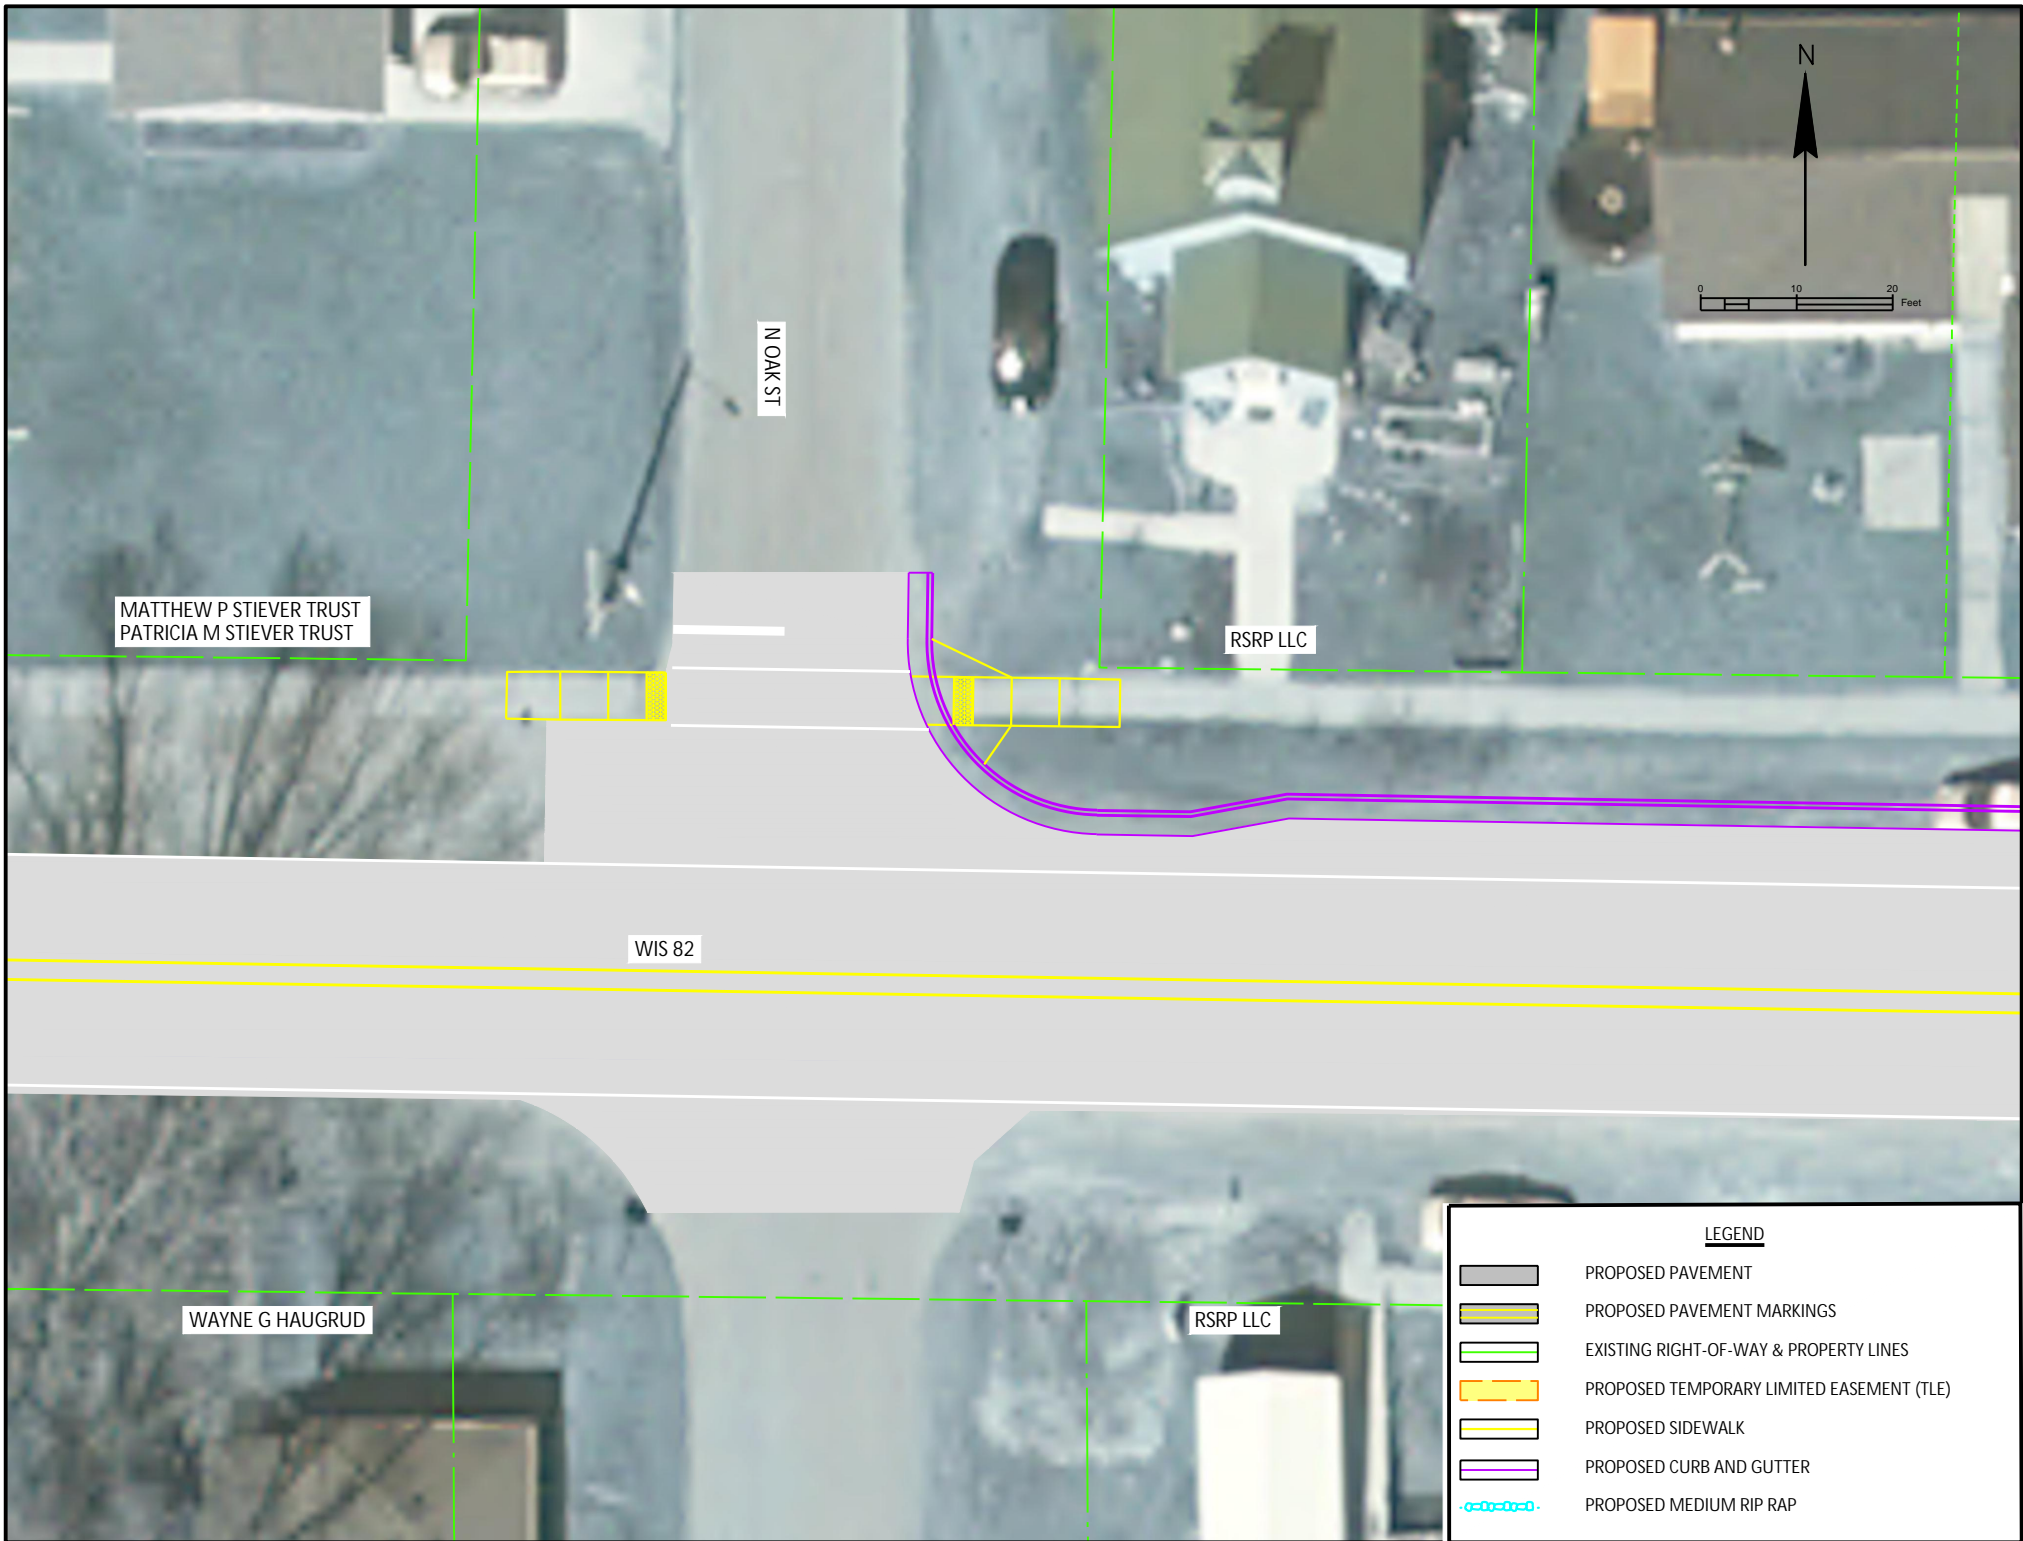 N
0 10 20
Feet
N OAK ST
MATTHEW P STIEVER TRUST
PATRICIA M STIEVER TRUST
RSRP LLC
WIS 82
WAYNE G HAUGRUD
RSRP LLC
LEGEND
PROPOSED PAVEMENT
PROPOSED PAVEMENT MARKINGS
EXISTING RIGHT-OF-WAY & PROPERTY LINES
PROPOSED TEMPORARY LIMITED EASEMENT (TLE)
PROPOSED SIDEWALK
PROPOSED CURB AND GUTTER
PROPOSED MEDIUM RIP RAP